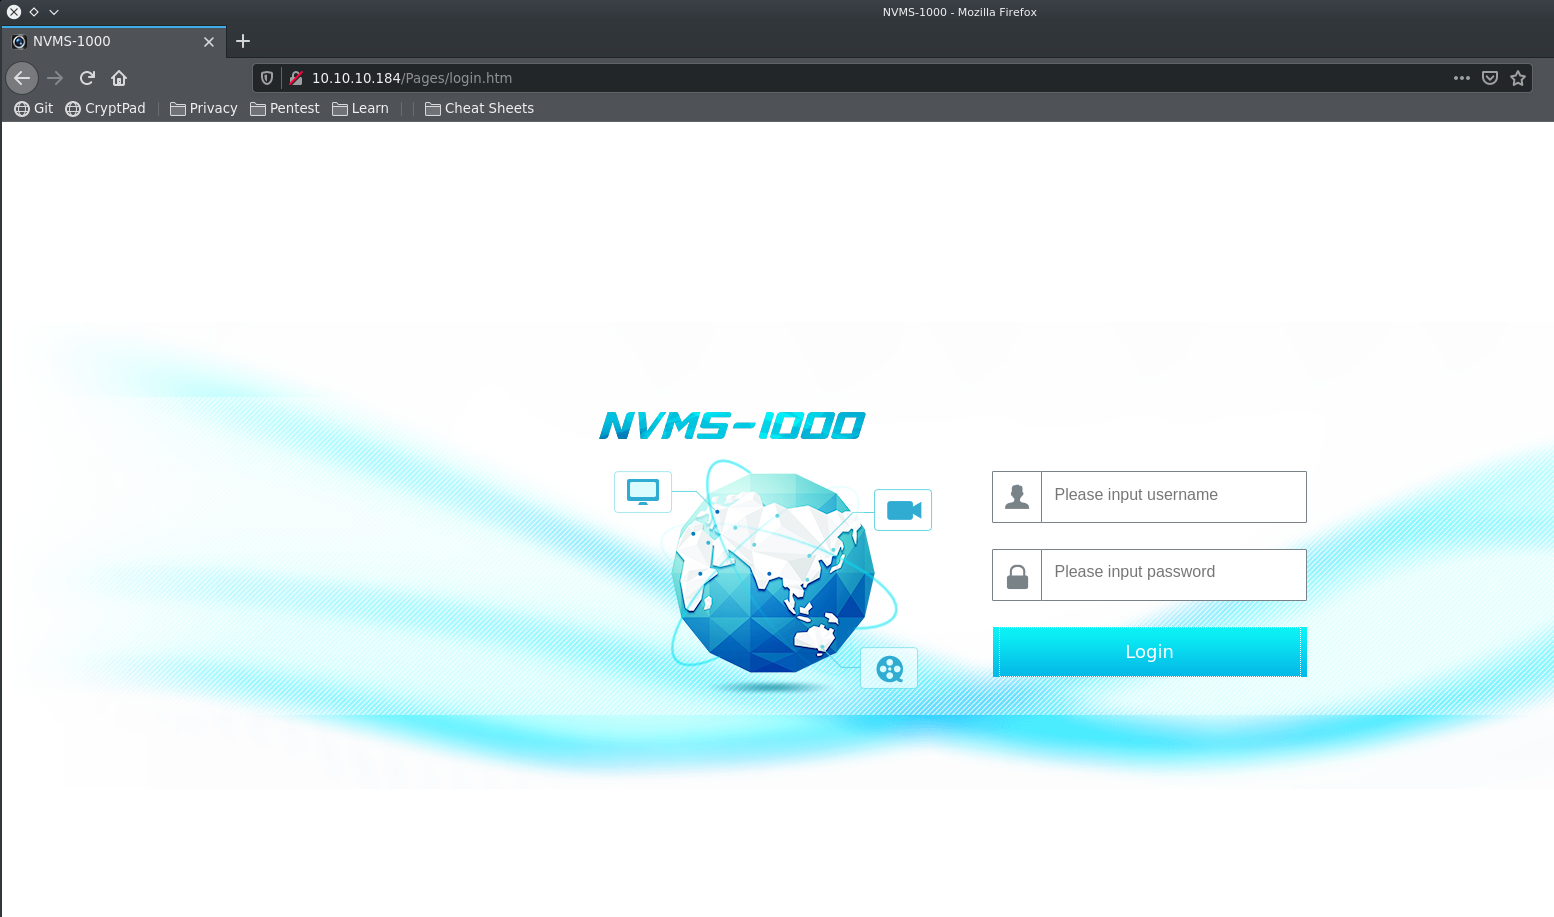 NVMS-1000 - Mozilla Firefox
NVMS-1000
10.10.10.184/Pages/login.htm
Git CryptPad Privacy Pentest Learn Cheat Sheets
NVMS-1000
Please input username
Please input password
Login